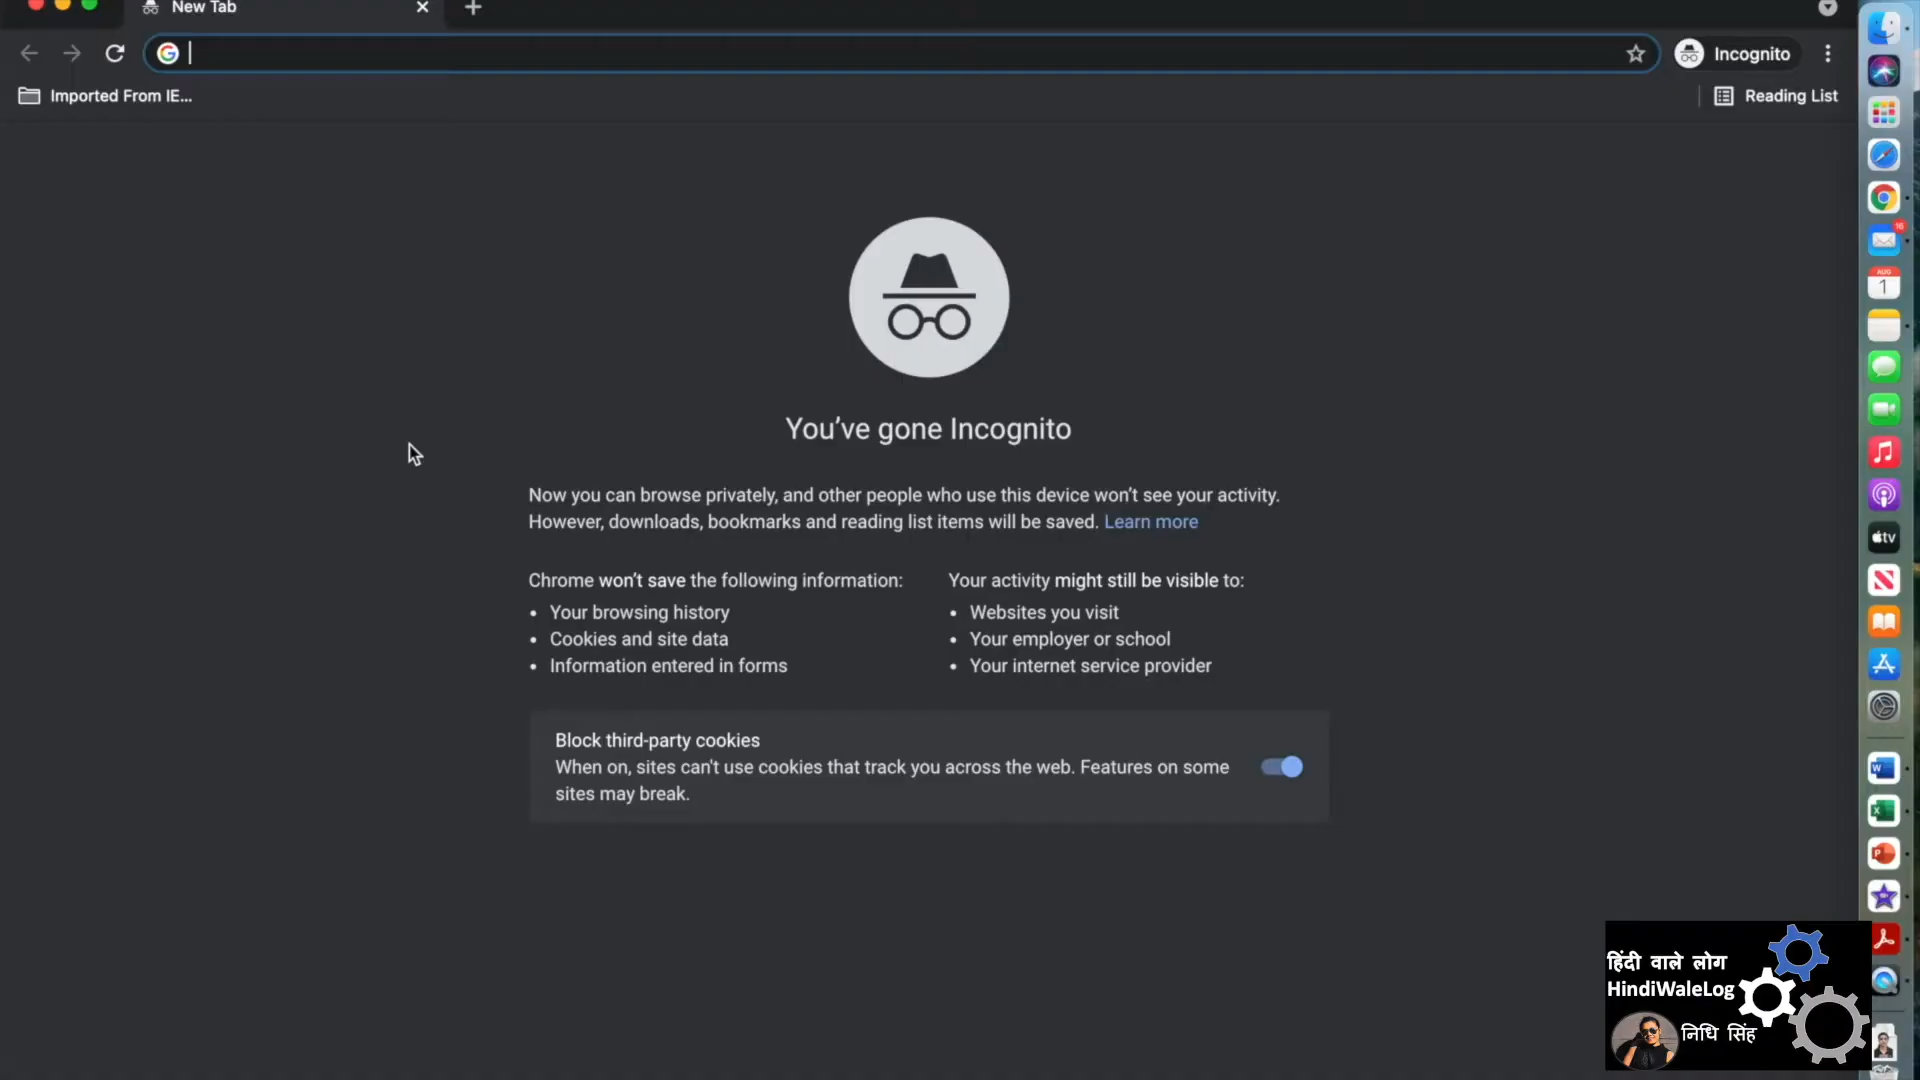 New Tab
Incognito
Imported From IE...
Reading List
You've gone Incognito
Now you can browse privately, and other people who use this device won't see your activity.
However, downloads, bookmarks and reading list items will be saved. Learn more
Chrome won't save the following information:
• Your browsing history
• Cookies and site data
• Information entered in forms
Your activity might still be visible to:
• Websites you visit
• Your employer or school
• Your internet service provider
Block third-party cookies
When on, sites can't use cookies that track you across the web. Features on some
sites may break.
16
AUG
1
tv
W
X
P
हिंदी वाले लोग
HindiWaleLog
निधि सिंह